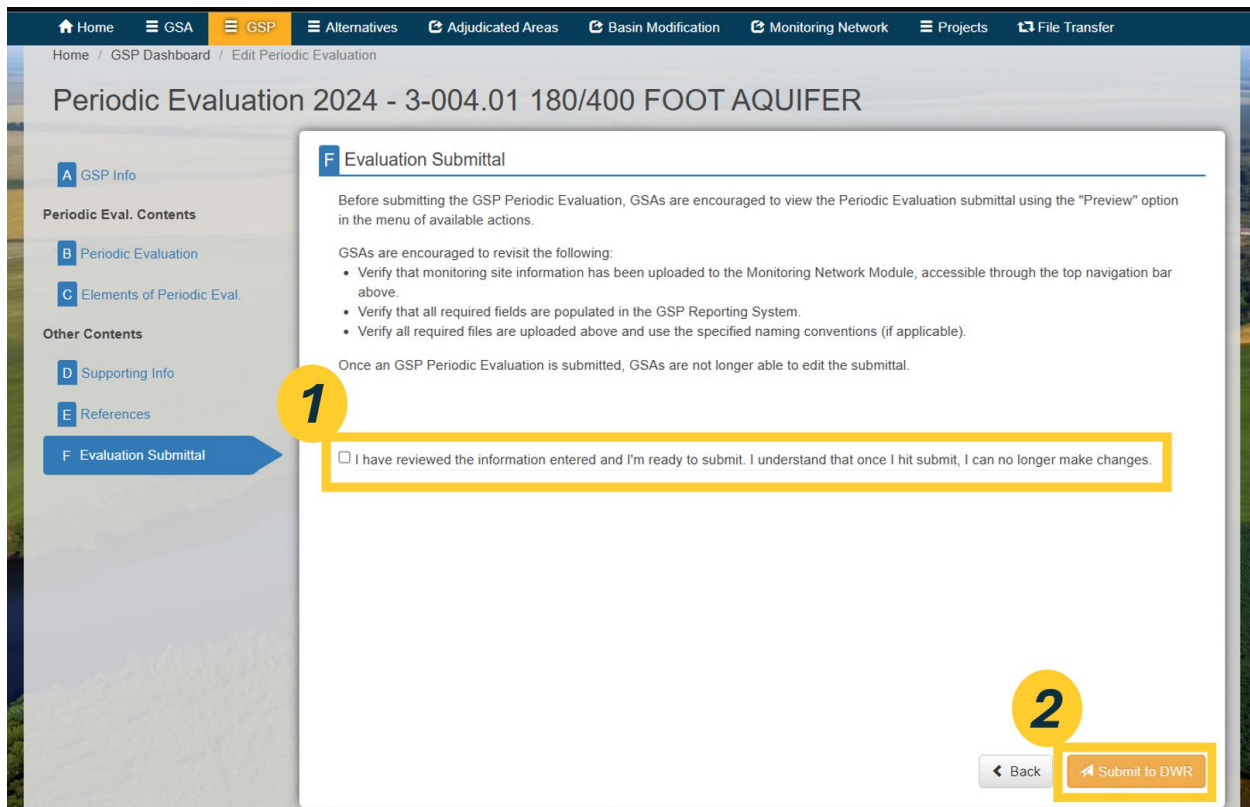 Home GSA GSP Alternatives Adjudicated Areas Basin Modification Monitoring Network Projects File Transfer
Home / GSP Dashboard / Edit Periodic Evaluation
Periodic Evaluation 2024 - 3-004.01 180/400 FOOT AQUIFER
A GSP Info
Periodic Eval. Contents
B Periodic Evaluation
C Elements of Periodic Eval.
Other Contents
D Supporting Info
E References
F Evaluation Submittal
F Evaluation Submittal
Before submitting the GSP Periodic Evaluation, GSAs are encouraged to view the Periodic Evaluation submittal using the "Preview" option
in the menu of available actions.
GSAs are encouraged to revisit the following:
• Verify that monitoring site information has been uploaded to the Monitoring Network Module, accessible through the top navigation bar
above.
• Verify that all required fields are populated in the GSP Reporting System.
• Verify all required files are uploaded above and use the specified naming conventions (if applicable).
Once an GSP Periodic Evaluation is submitted, GSAs are not longer able to edit the submittal.
1
I have reviewed the information entered and I'm ready to submit. I understand that once I hit submit, I can no longer make changes.
2
Back Submit to DWR